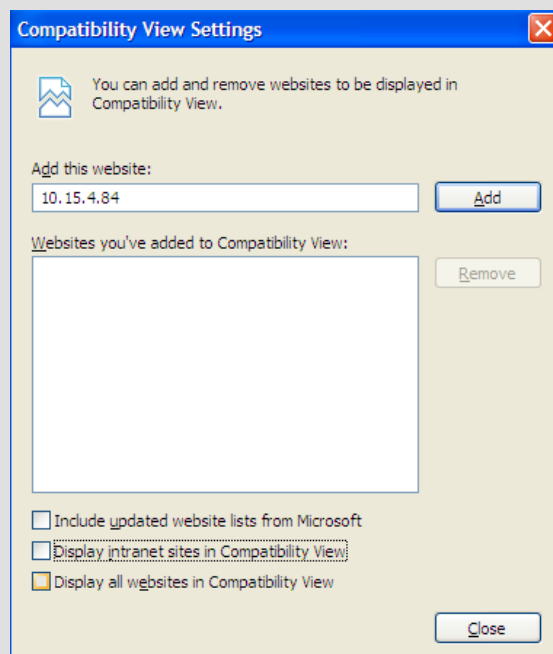 Compatibility View Settings
You can add and remove websites to be displayed in
Compatibility View.
Add this website:
10.15.4.84
Add
Websites you've added to Compatibility View:
Remove
Include updated website lists from Microsoft
Display intranet sites in Compatibility View
Display all websites in Compatibility View
Close